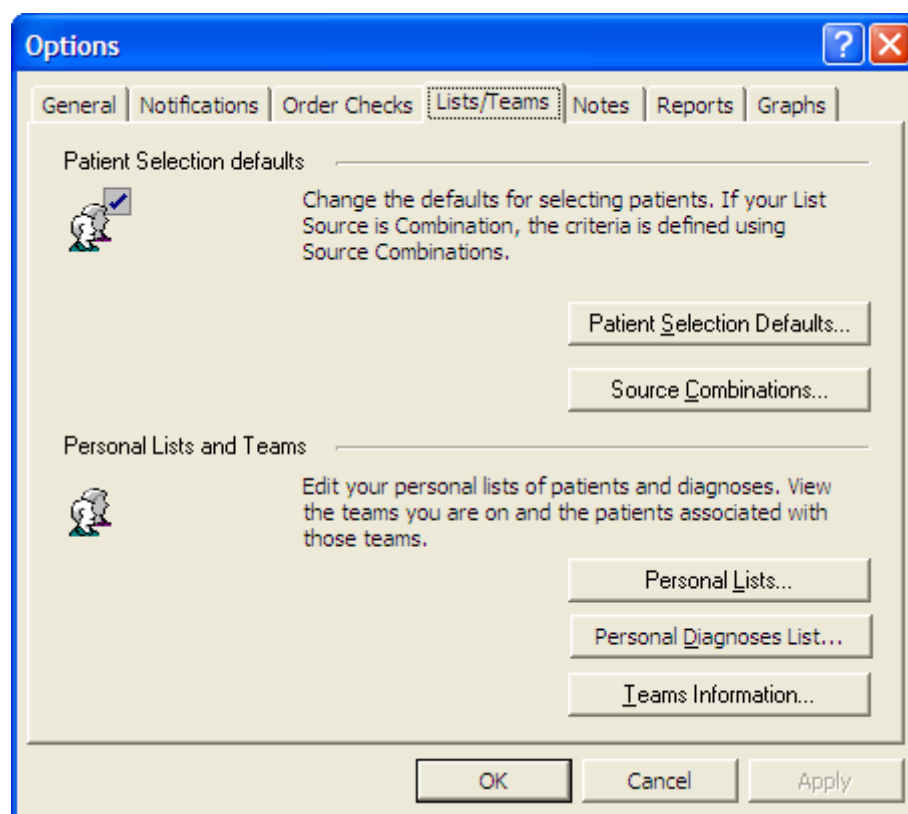 Options
General Notifications Order Checks Lists/Teams Notes Reports Graphs
Patient Selection defaults
Change the defaults for selecting patients. If your List
Source is Combination, the criteria is defined using
Source Combinations.
Patient Selection Defaults...
Source Combinations...
Personal Lists and Teams
Edit your personal lists of patients and diagnoses. View
the teams you are on and the patients associated with
those teams.
Personal Lists...
Personal Diagnoses List...
Teams Information...
OK Cancel Apply